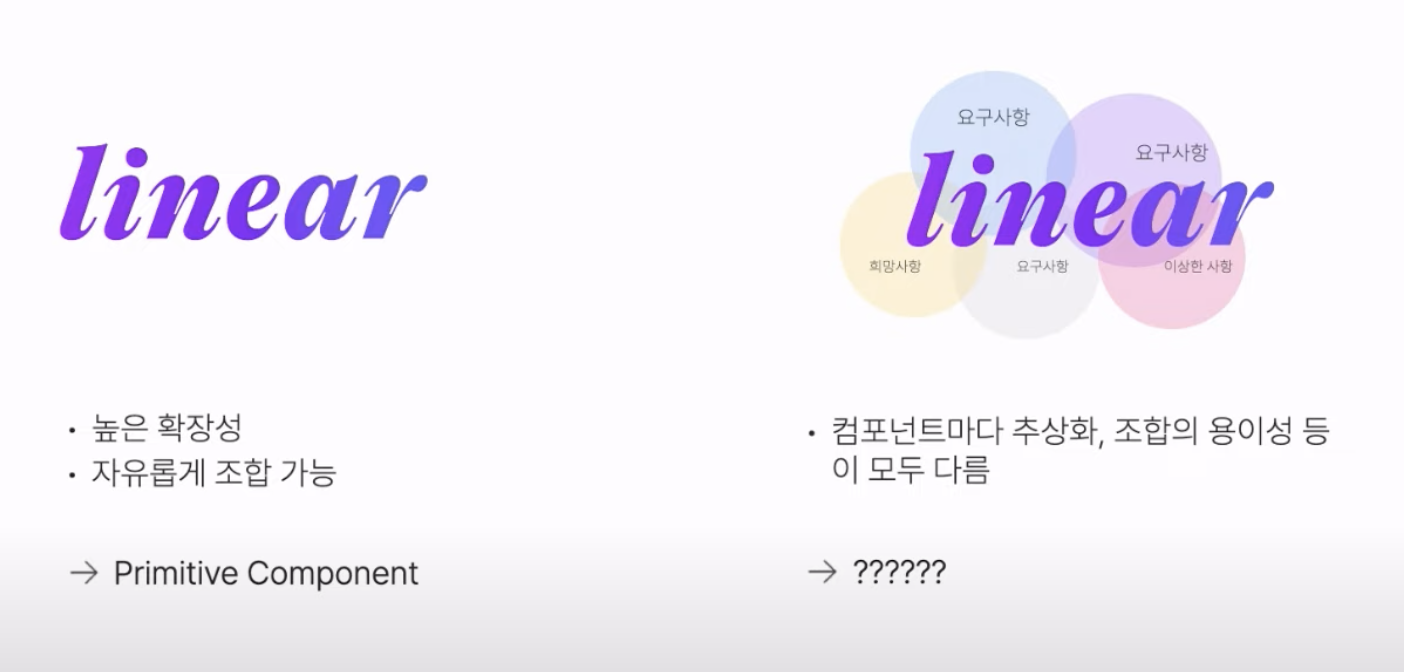 linear
• 높은 확장성
• 자유롭게 조합 가능
→ Primitive Component
요구사항
요구사항
linear
희망사항
요구사항
이상한 사항
• 컴포넌트마다 추상화, 조합의 용이성 등
이 모두 다름
→ ??????